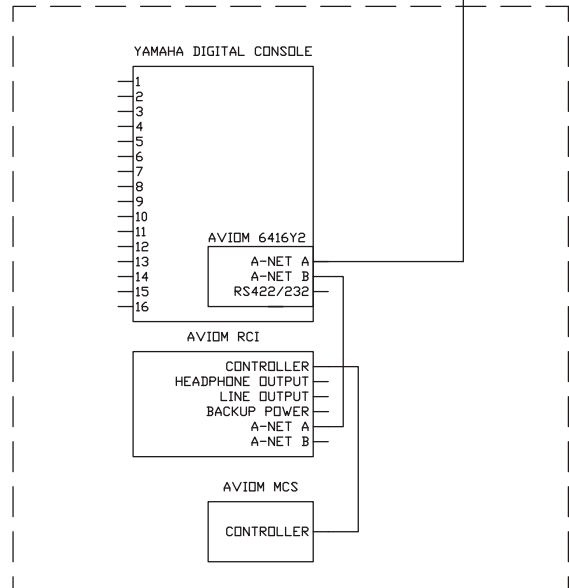 YAMAHA DIGITAL CONSOLE
1
2
3
4
5
6
7
8
9
10
11
12
13
14
15
16
AVIOM 6416Y2
A-NET A
A-NET B
RS422/232
AVIOM RCI
CONTROLLER
HEADPHONE OUTPUT
LINE OUTPUT
BACKUP POWER
A-NET A
A-NET B
AVIOM MCS
CONTROLLER